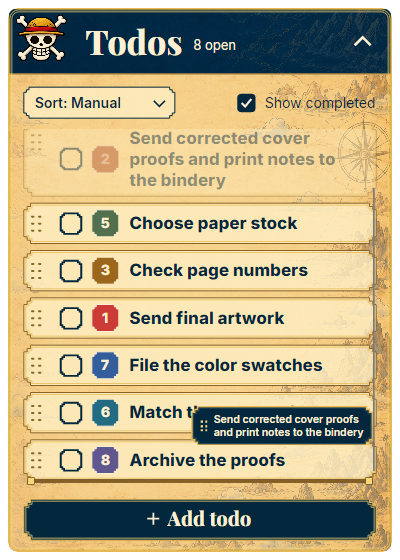 Todos 8 open
Sort: Manual
Show completed
2 Send corrected cover
proofs and print notes to
the bindery
5 Choose paper stock
3 Check page numbers
1 Send final artwork
7 File the color swatches
6 Match
Send corrected cover proofs
and print notes to the bindery
8 Archive the proofs
+ Add todo